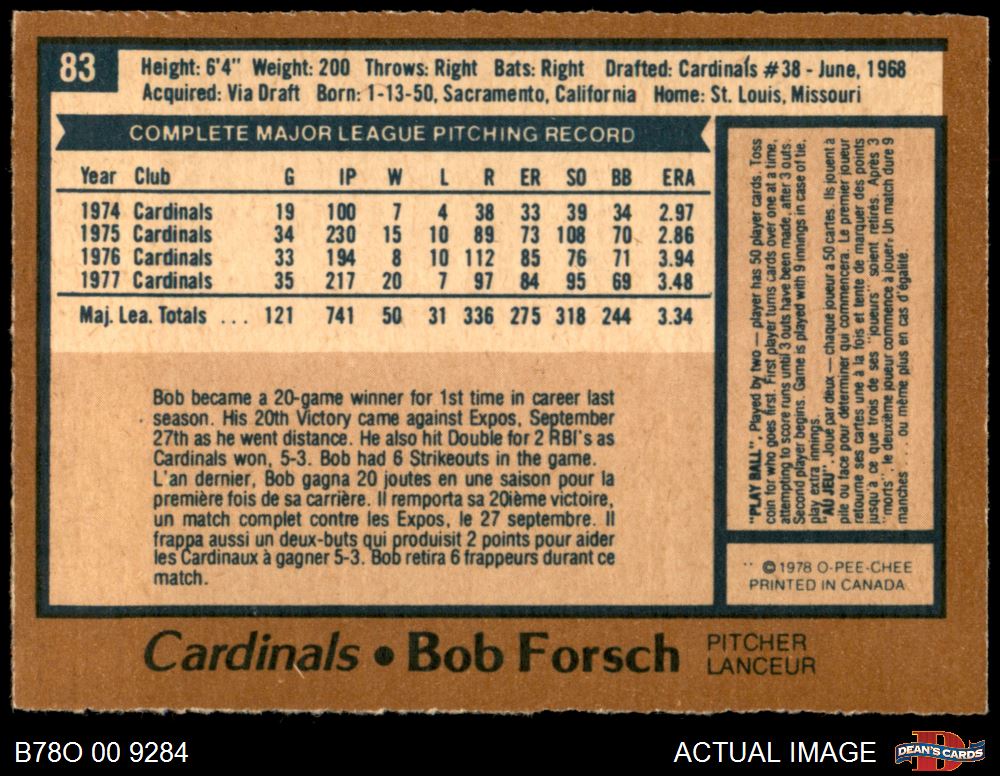 83
Height: 6'4" Weight: 200 Throws: Right Bats: Right Drafted: Cardinals #38 - June, 1968
Acquired: Via Draft Born: 1-13-50, Sacramento, California Home: St. Louis, Missouri
COMPLETE MAJOR LEAGUE PITCHING RECORD
Year Club G IP W L R ER SO BB ERA
1974 Cardinals 19 100 7 4 38 33 39 34 2.97
1975 Cardinals 34 230 15 10 89 73 108 70 2.86
1976 Cardinals 33 194 8 10 112 85 76 71 3.94
1977 Cardinals 35 217 20 7 97 84 95 69 3.48
Maj. Lea. Totals ... 121 741 50 31 336 275 318 244 3.34
Bob became a 20-game winner for 1st time in career last
season. His 20th Victory came against Expos, September
27th as he went distance. He also hit Double for 2 RBI's as
Cardinals won, 5-3. Bob had 6 Strikeouts in the game.
L'an dernier, Bob gagna 20 joutes en une saison pour la
première fois de sa carrière. Il remporta sa 20ième victoire,
un match complet contre les Expos, le 27 septembre. Il
frappa aussi un deux-buts qui produisit 2 points pour aider
les Cardinaux à gagner 5-3. Bob retira 6 frappeurs durant ce
match.
"PLAY BALL". Played by two — player has 50 player cards. Toss
coin for who goes first. First player turns cards over one at a time,
attempting to score runs until 3 outs have been made, after 3 outs.
Second player begins. Game is played with 9 innings in case of tie.
play extra innings.
"AU JEU". Joué par deux — chaque joueur a 50 cartes. Ils jouent à
pile ou face pour déterminer qui commencera. Le premier joueur
retourne ses cartes une à la fois et tente de marquer des points
jusqu'à ce que trois de ses "joueurs" soient retirés. Après 3
"morts", le deuxième joueur commence à jouer. Un match dure 9
manches ... ou même plus en cas d'égalité.
©1978 O-PEE-CHEE
PRINTED IN CANADA
Cardinals • Bob Forsch PITCHER
LANCEUR
B78O 00 9284
ACTUAL IMAGE
DEAN'S CARDS